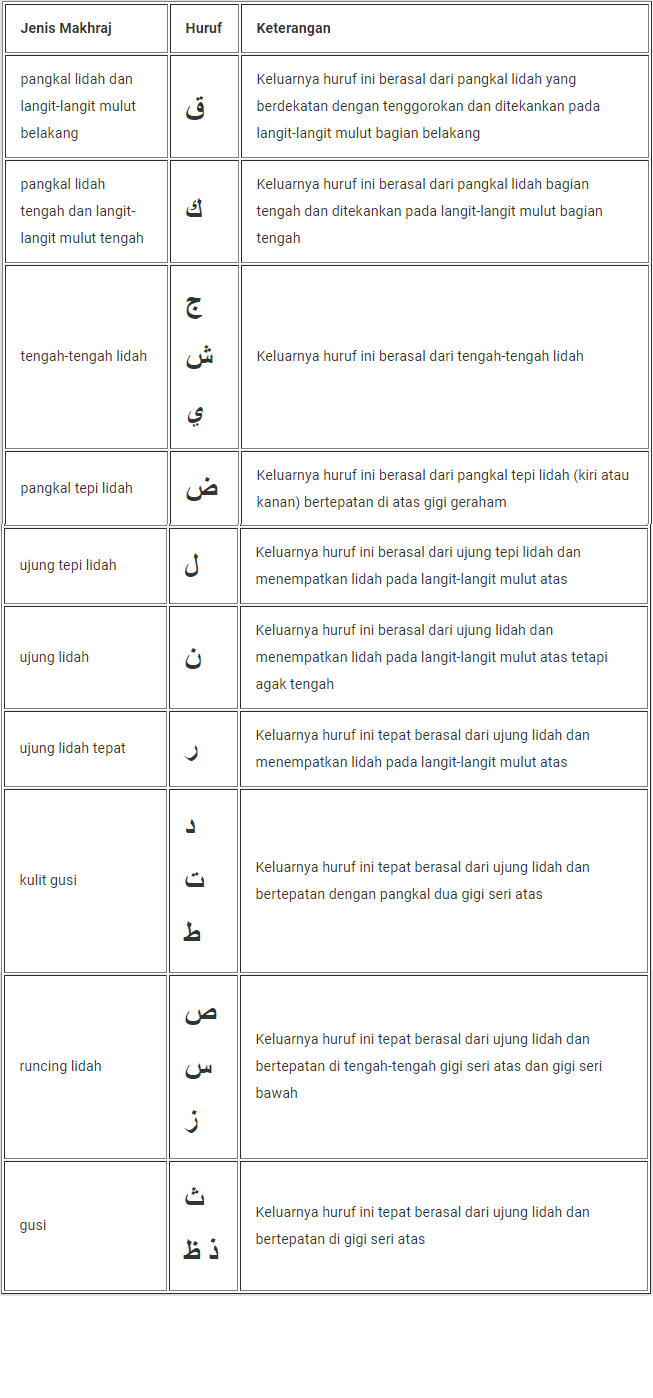 Jenis Makhraj
Huruf
Keterangan
pangkal lidah dan
langit-langit mulut
belakang
ق
Keluarnya huruf ini berasal dari pangkal lidah yang
berdekatan dengan tenggorokan dan ditekankan pada
langit-langit mulut bagian belakang
pangkal lidah
tengah dan langit-
langit mulut tengah
ك
Keluarnya huruf ini berasal dari pangkal lidah bagian
tengah dan ditekankan pada langit-langit mulut bagian
tengah
tengah-tengah lidah
ج
ش
ي
Keluarnya huruf ini berasal dari tengah-tengah lidah
pangkal tepi lidah
ض
Keluarnya huruf ini berasal dari pangkal tepi lidah (kiri atau
kanan) bertepatan di atas gigi geraham
ujung tepi lidah
ل
Keluarnya huruf ini berasal dari ujung tepi lidah dan
menempatkan lidah pada langit-langit mulut atas
ujung lidah
ن
Keluarnya huruf ini berasal dari ujung lidah dan
menempatkan lidah pada langit-langit mulut atas tetapi
agak tengah
ujung lidah tepat
ر
Keluarnya huruf ini tepat berasal dari ujung lidah dan
menempatkan lidah pada langit-langit mulut atas
kulit gusi
د
ت
ط
Keluarnya huruf ini tepat berasal dari ujung lidah dan
bertepatan dengan pangkal dua gigi seri atas
runcing lidah
ص
س
ز
Keluarnya huruf ini tepat berasal dari ujung lidah dan
bertepatan di tengah-tengah gigi seri atas dan gigi seri
bawah
gusi
ث
ذ ظ
Keluarnya huruf ini tepat berasal dari ujung lidah dan
bertepatan di gigi seri atas